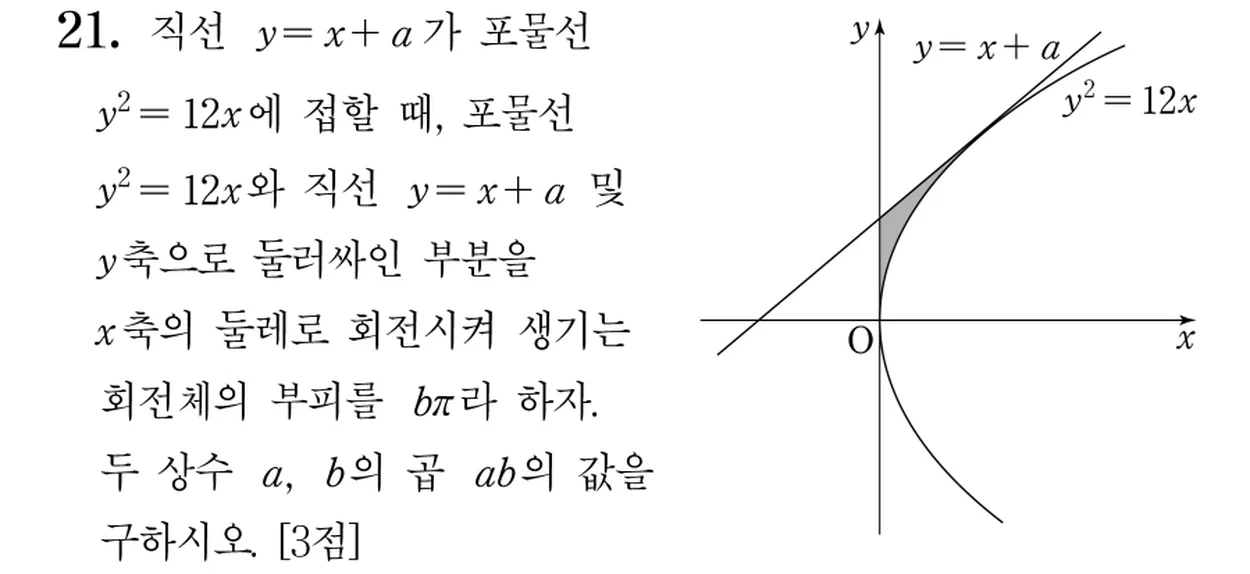 21. 직선 y=x+a가 포물선
y²=12x에 접할 때, 포물선
y²=12x와 직선 y=x+a 및
y축으로 둘러싸인 부분을
x축의 둘레로 회전시켜 생기는
회전체의 부피를 bπ라 하자.
두 상수 a, b의 곱 ab의 값을
구하시오. [3점]
y
y=x+a
y²=12x
O
x